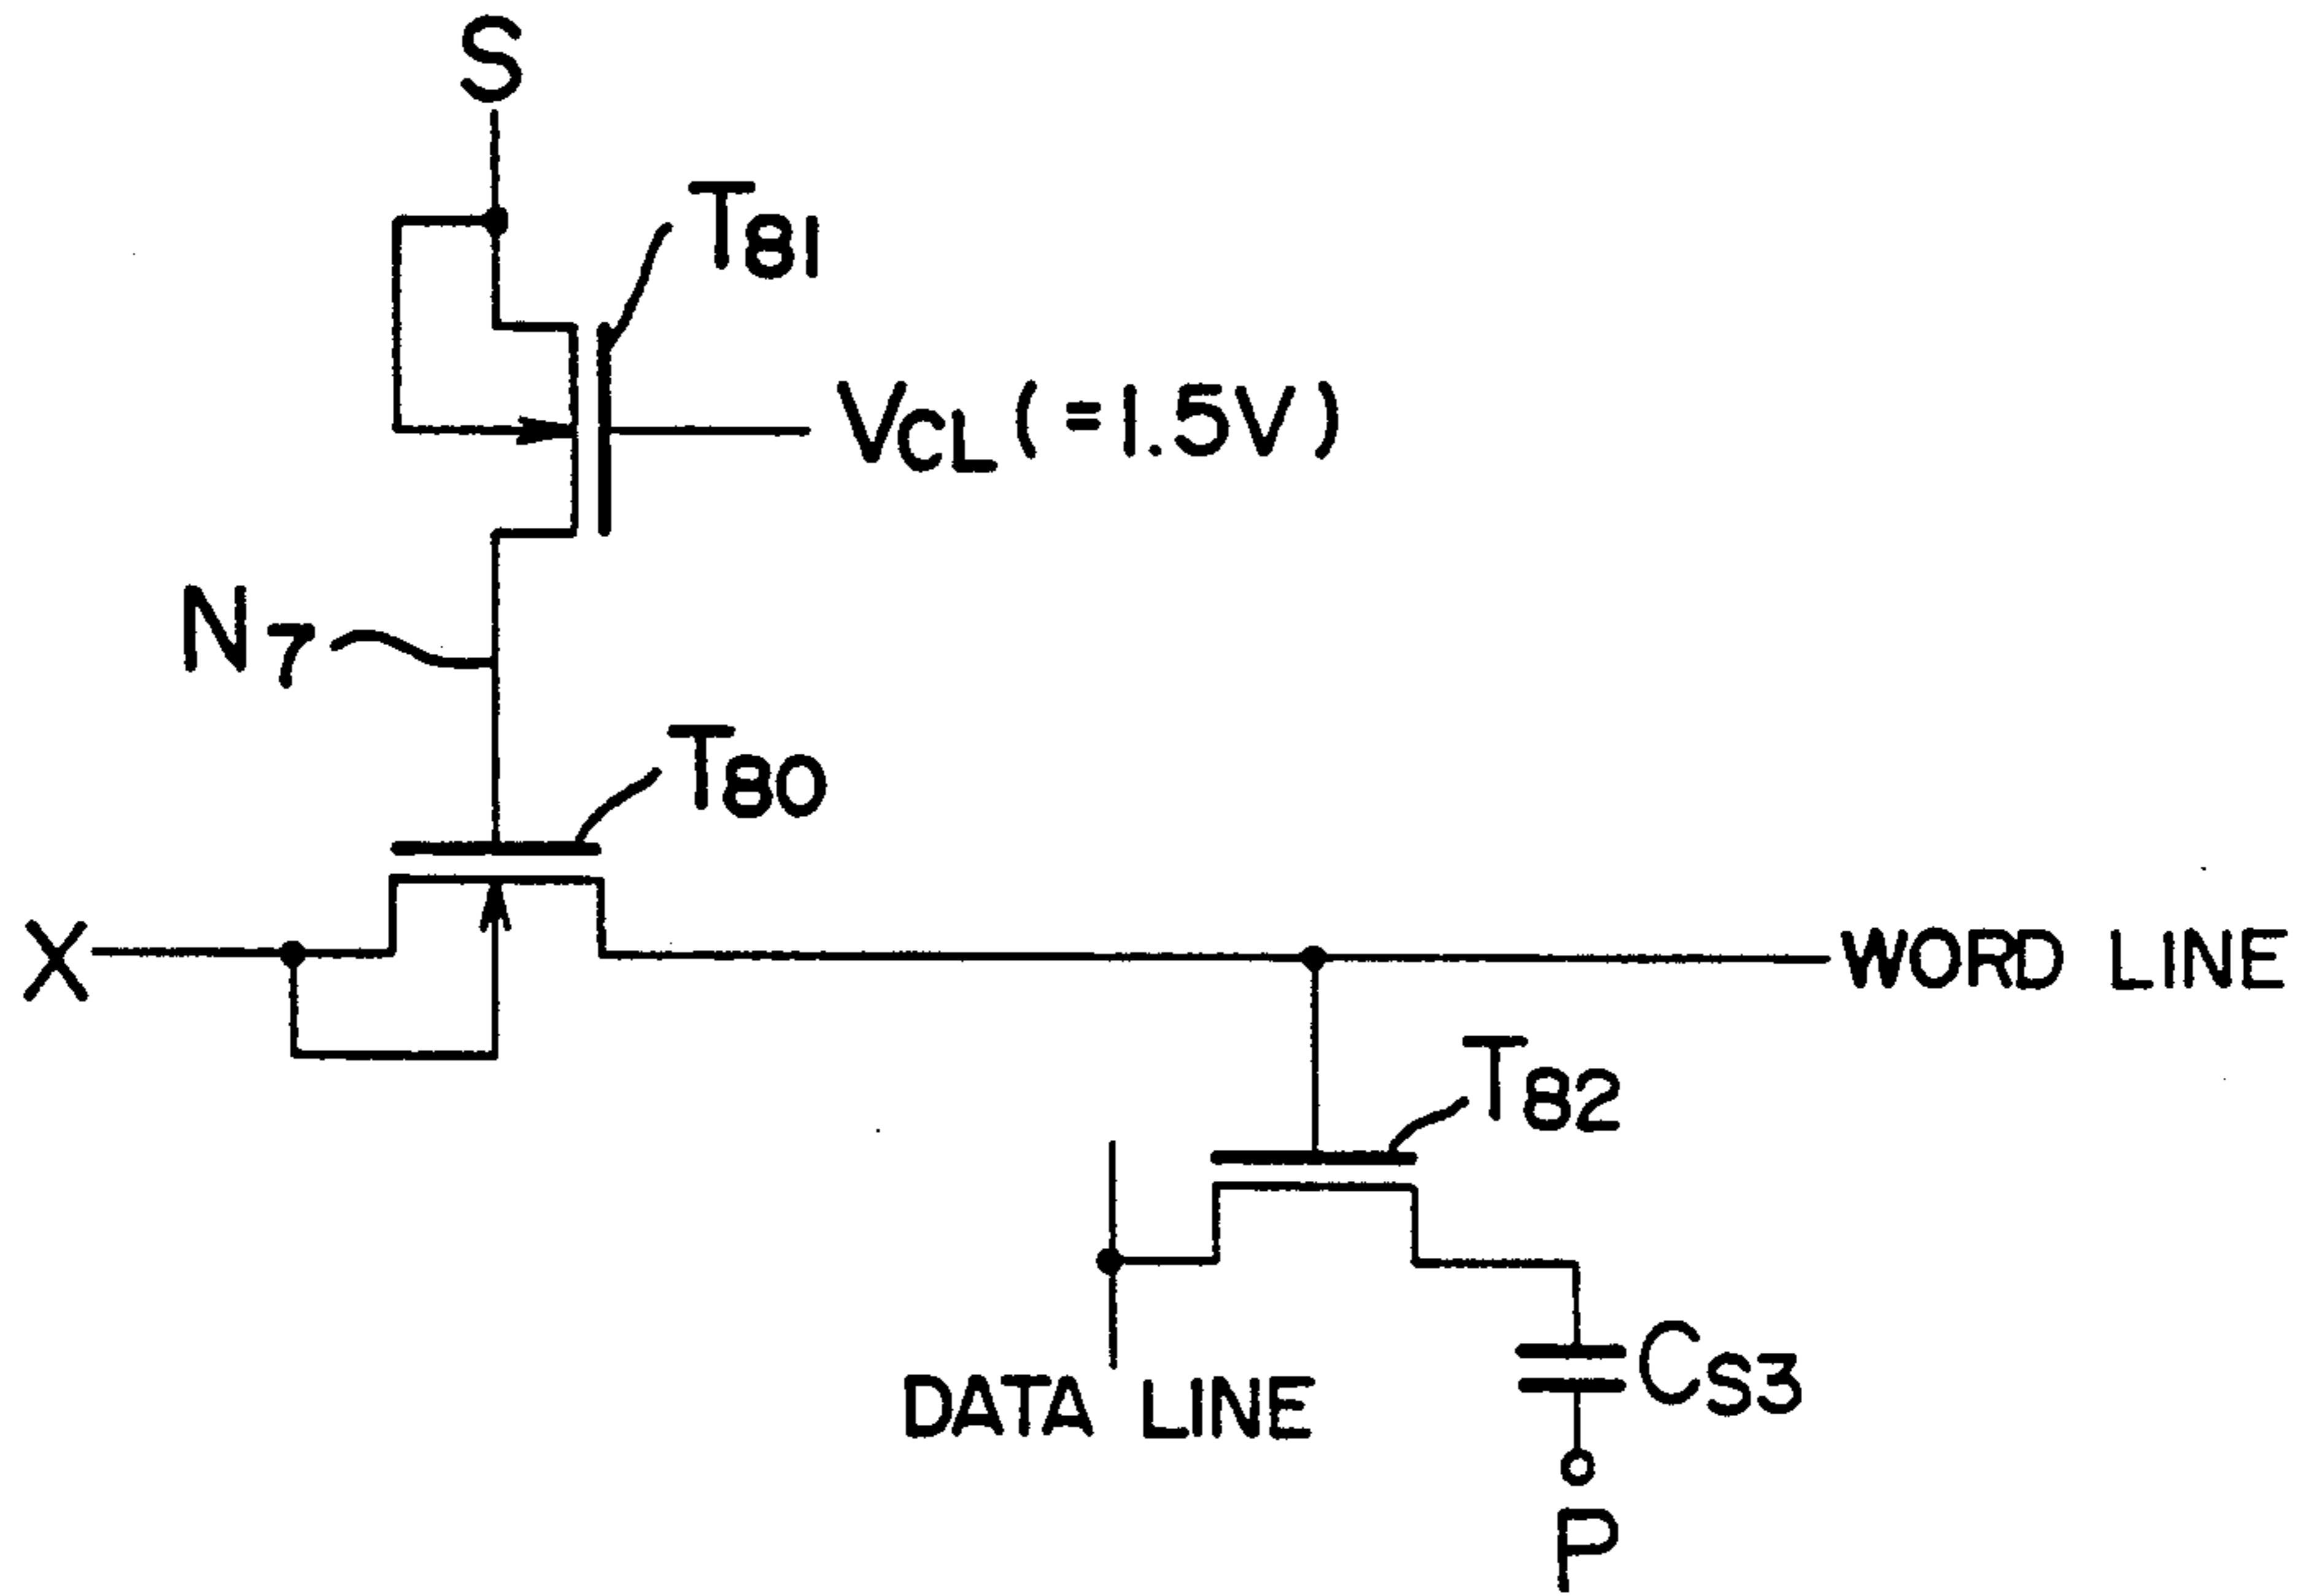 S
T81
VCL (=1.5V)
N7
T80
X
WORD LINE
T82
DATA LINE
CS3
P